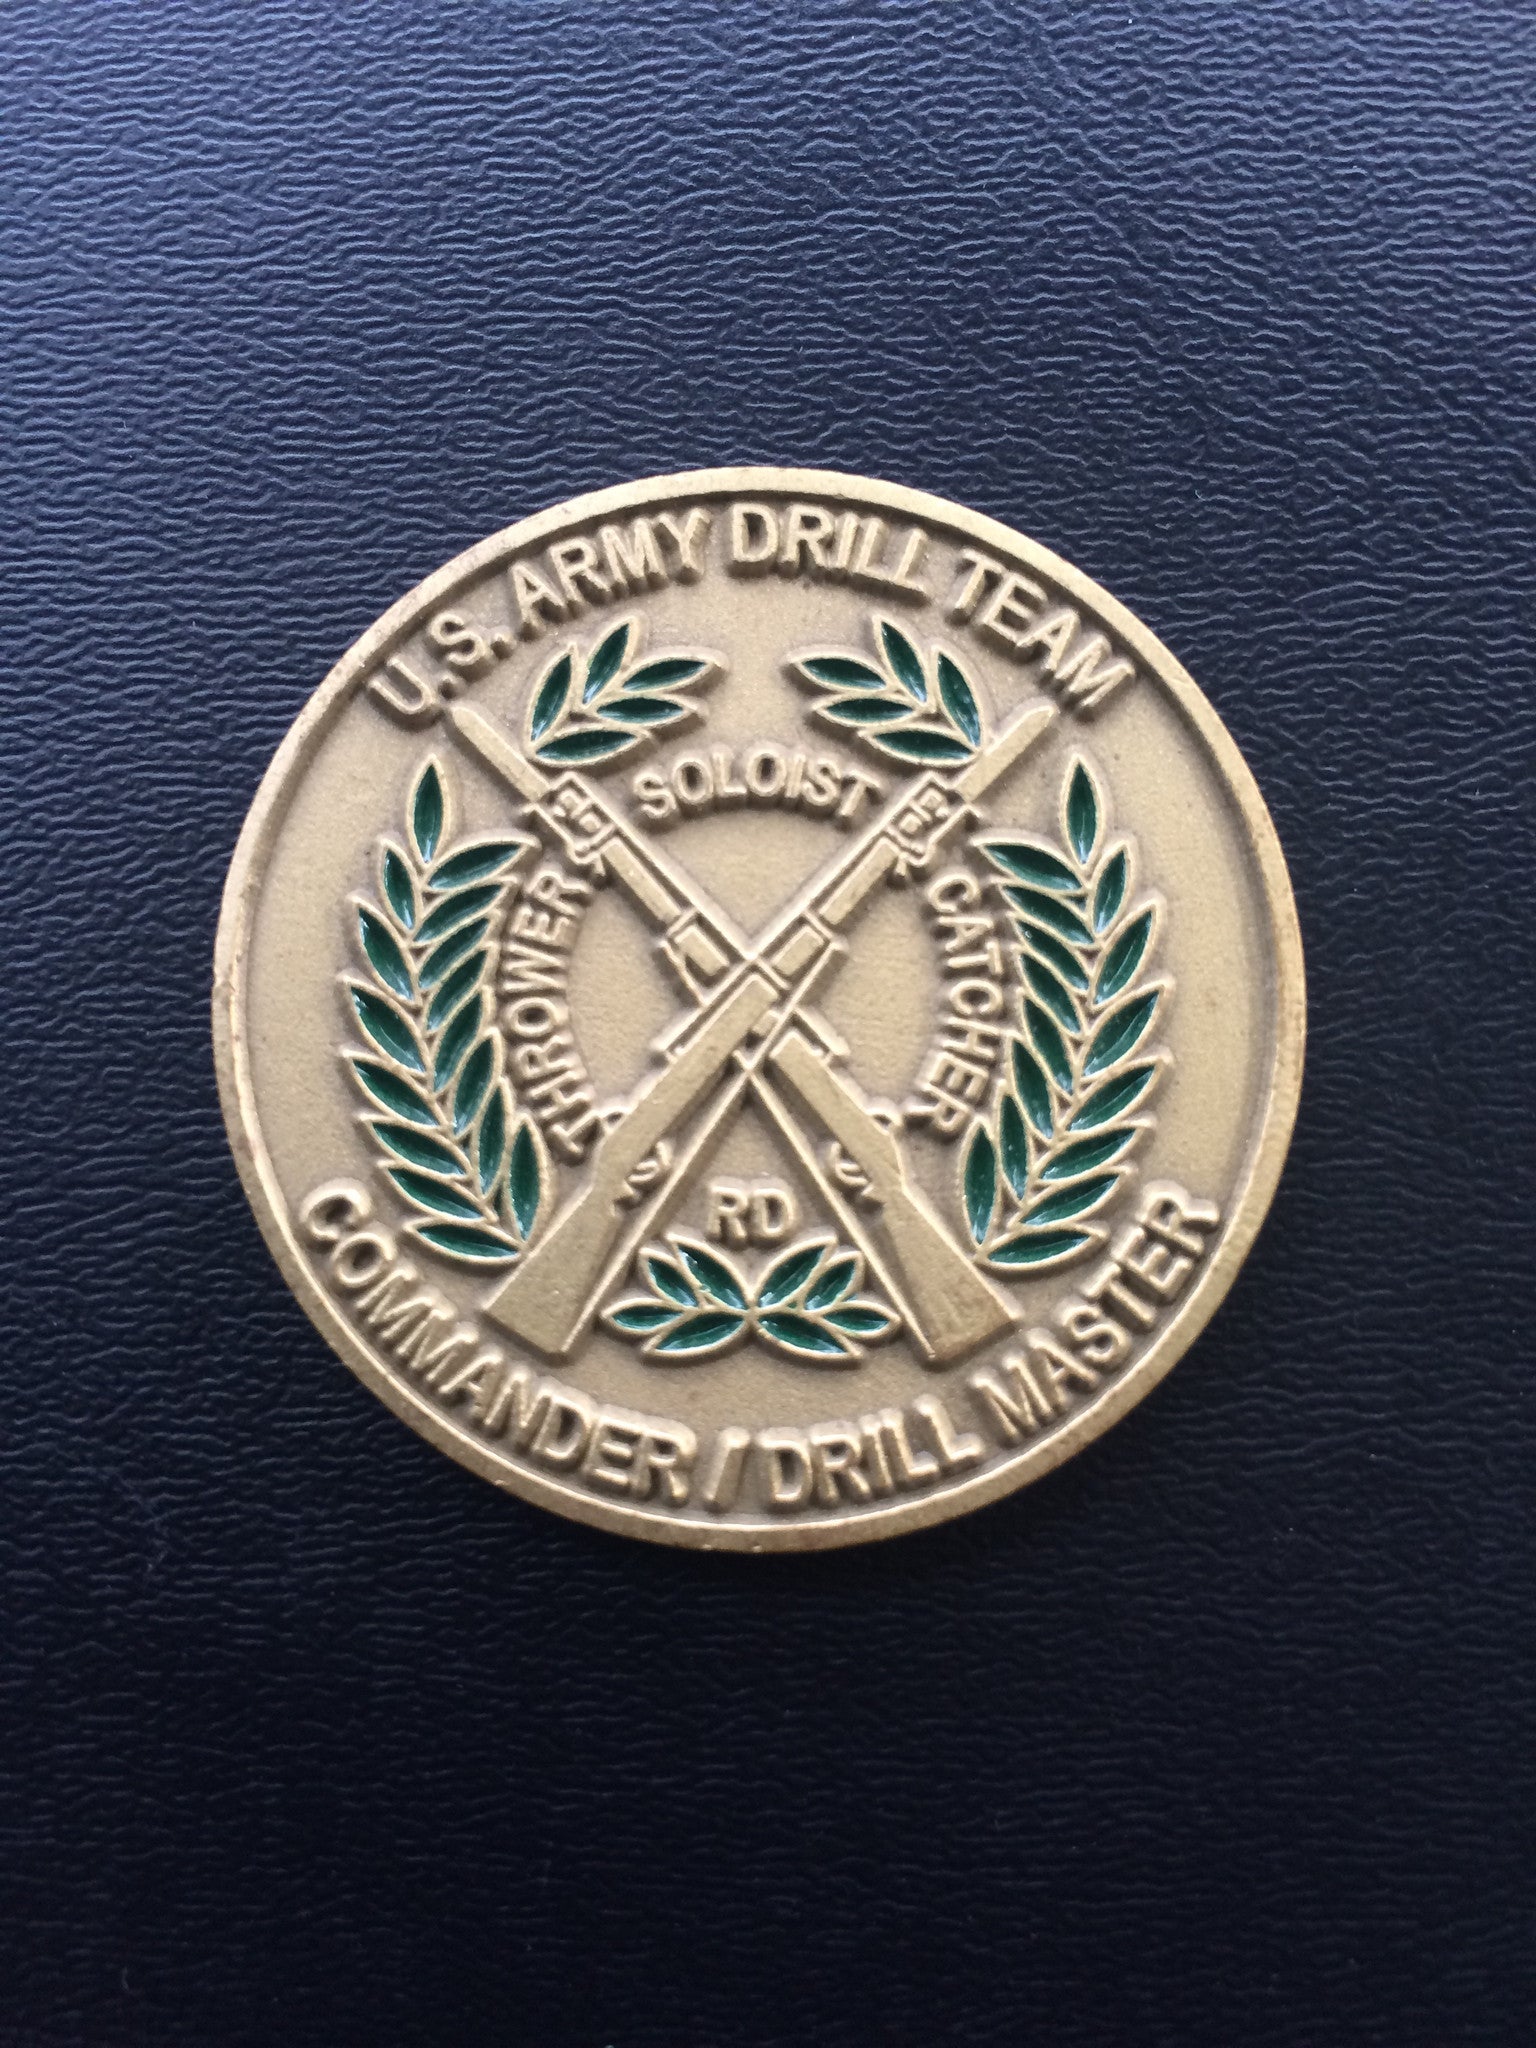 U.S. ARMY DRILL TEAM
SOLOIST
THROWER
CATCHER
RD
COMMANDER / DRILL MASTER